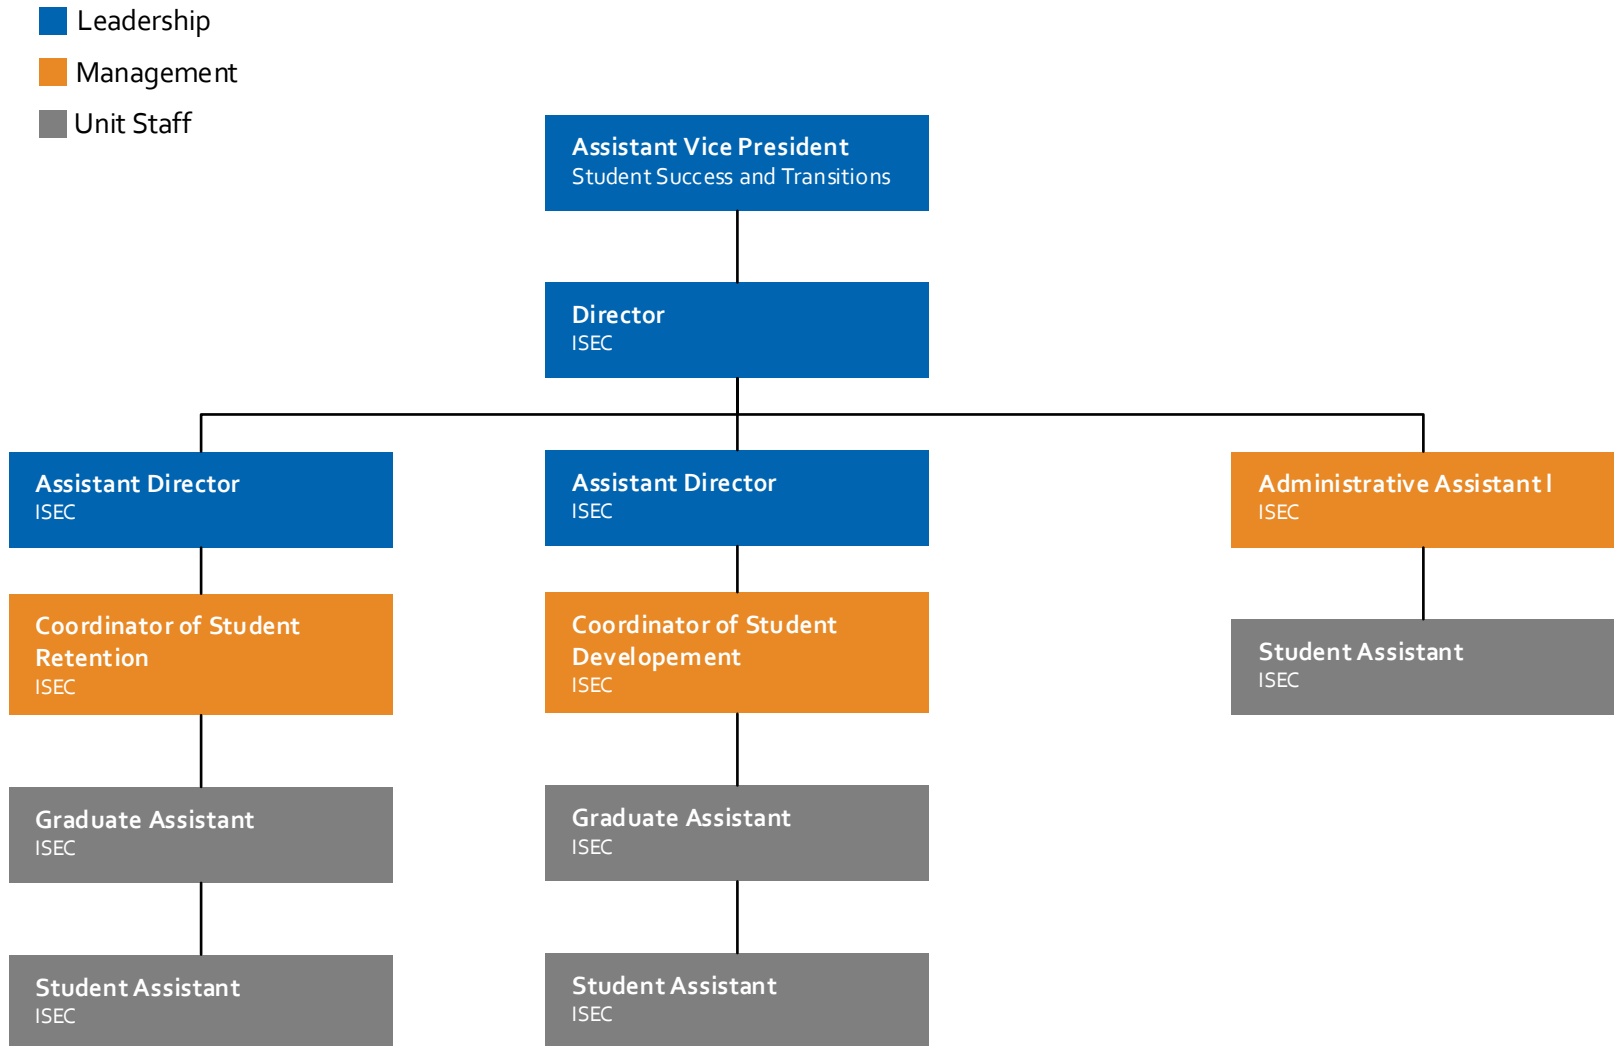 Leadership
Management
Unit Staff
Assistant Vice President
Student Success and Transitions
Director
ISEC
Assistant Director
ISEC
Assistant Director
ISEC
Administrative Assistant I
ISEC
Coordinator of Student
Retention
ISEC
Coordinator of Student
Developement
ISEC
Student Assistant
ISEC
Graduate Assistant
ISEC
Graduate Assistant
ISEC
Student Assistant
ISEC
Student Assistant
ISEC